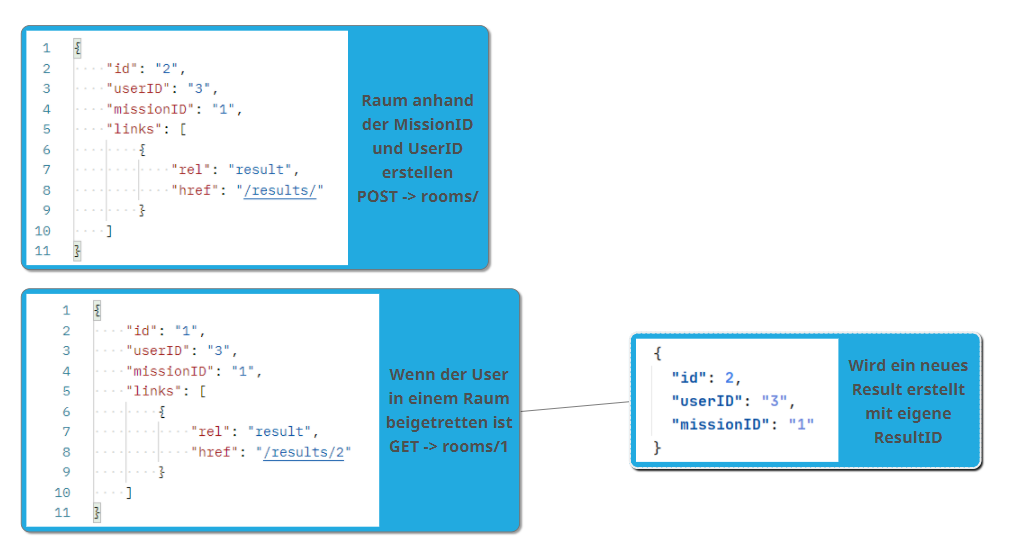 1 {
2 "id": "2",
3 "userID": "3",
4 "missionID": "1",
5 "links": [
6 {
7 "rel": "result",
8 "href": "/results/"
9 }
10 ]
11 }
Raum anhand
der MissionID
und UserID
erstellen
POST -> rooms/
1 {
2 "id": "1",
3 "userID": "3",
4 "missionID": "1",
5 "links": [
6 {
7 "rel": "result",
8 "href": "/results/2"
9 }
10 ]
11 }
Wenn der User
in einem Raum
beigetretten ist
GET -> rooms/1
{
"id": 2,
"userID": "3",
"missionID": "1"
}
Wird ein neues
Result erstellt
mit eigene
ResultID